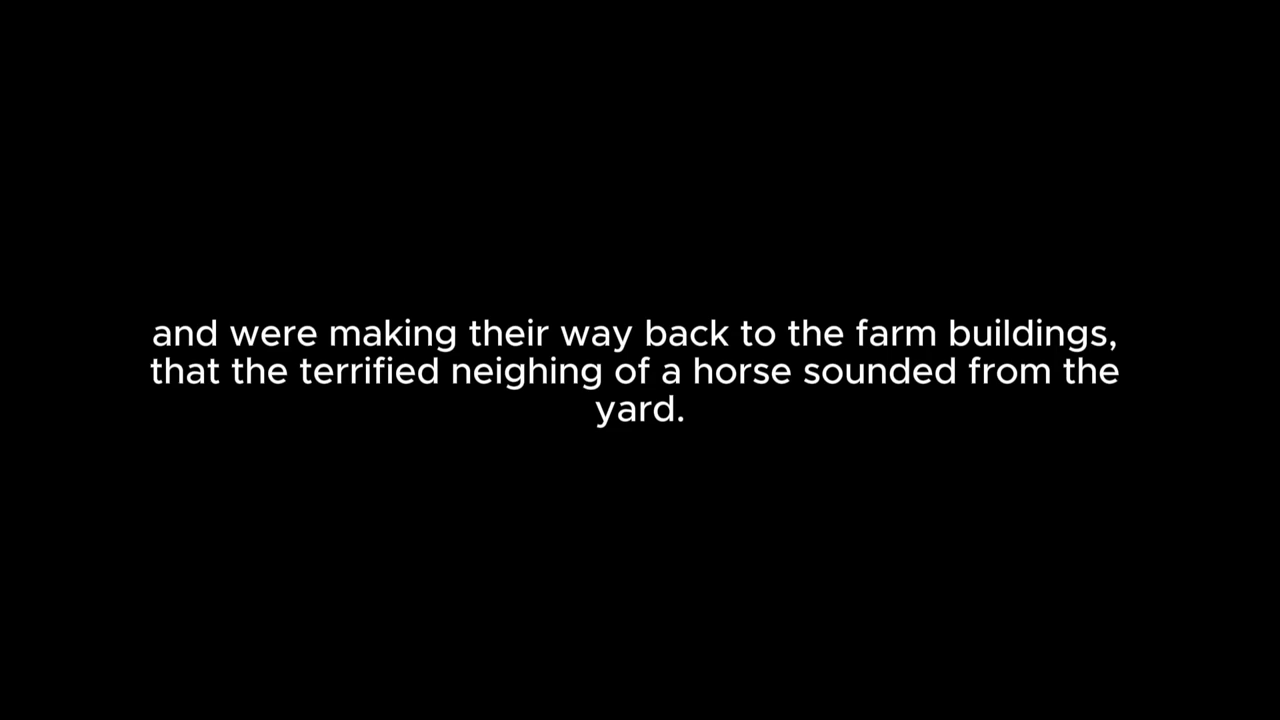 and were making their way back to the farm buildings,
that the terrified neighing of a horse sounded from the
yard.